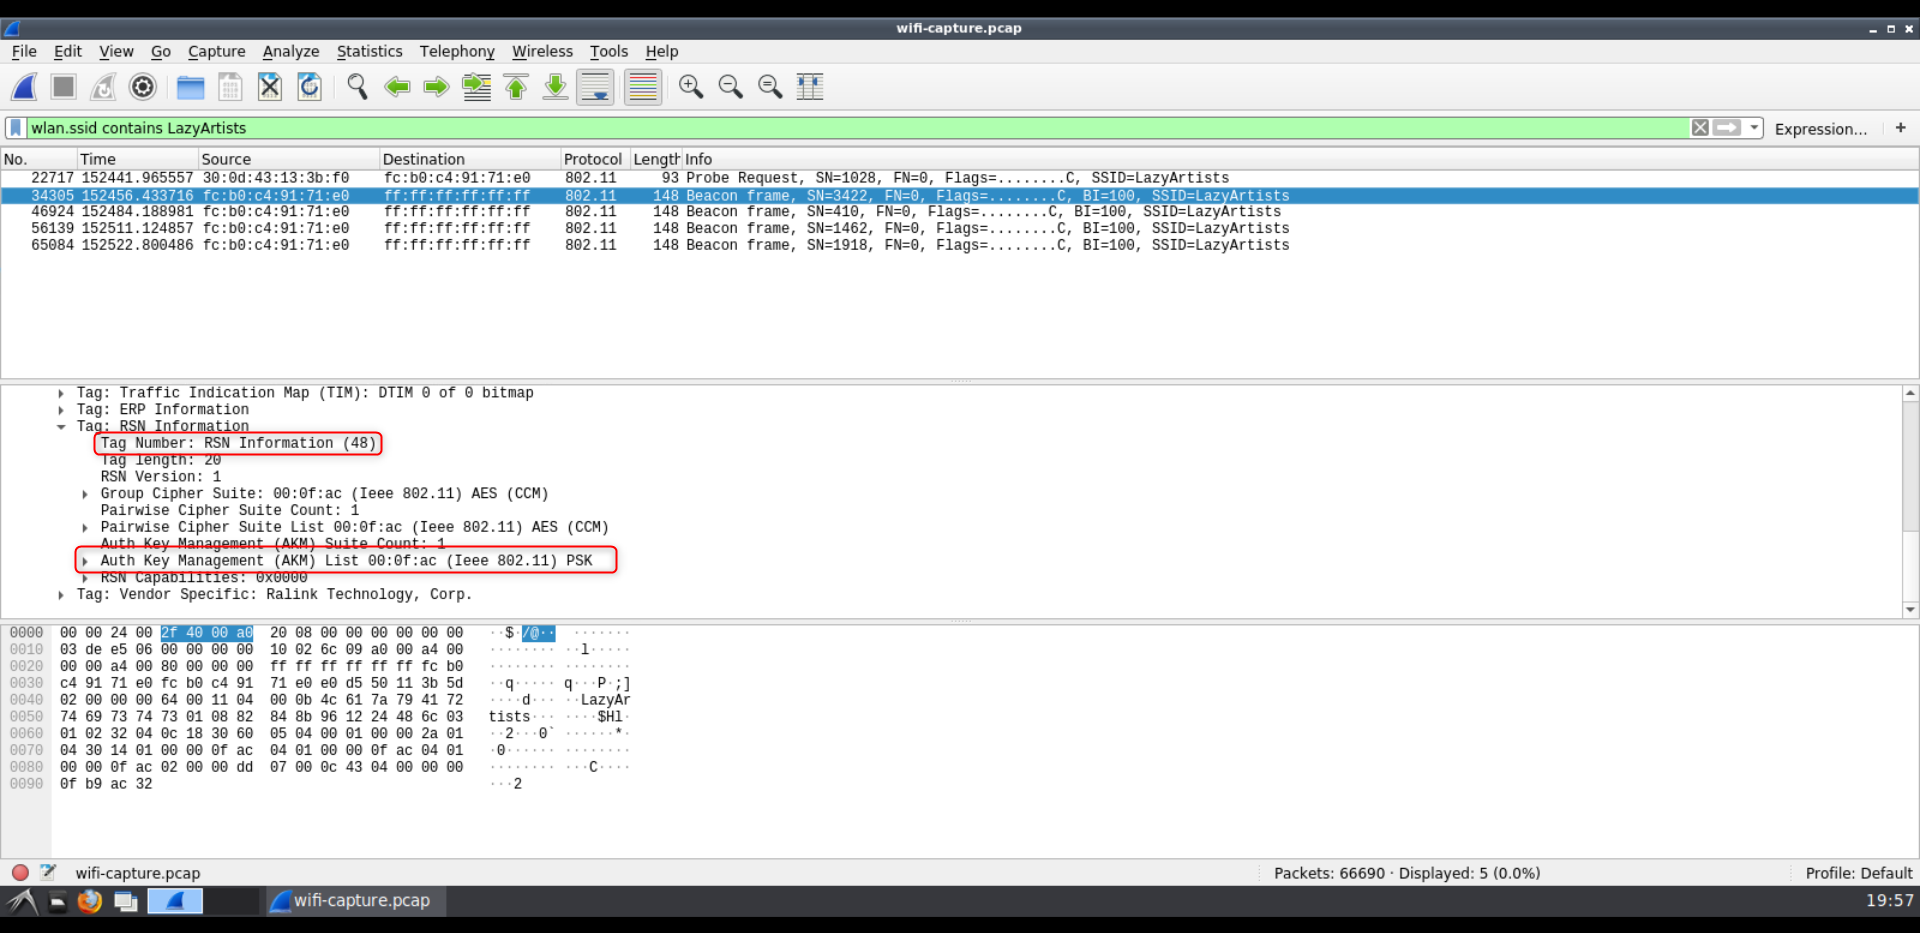 wifi-capture.pcap
File Edit View Go Capture Analyze Statistics Telephony Wireless Tools Help
wlan.ssid contains LazyArtists Expression... +
No. Time Source Destination Protocol Length Info
22717 152441.965557 30:0d:43:13:3b:f0 fc:b0:c4:91:71:e0 802.11 93 Probe Request, SN=1028, FN=0, Flags=........C, SSID=LazyArtists
34305 152456.433716 fc:b0:c4:91:71:e0 ff:ff:ff:ff:ff:ff 802.11 148 Beacon frame, SN=3422, FN=0, Flags=........C, BI=100, SSID=LazyArtists
46924 152484.188981 fc:b0:c4:91:71:e0 ff:ff:ff:ff:ff:ff 802.11 148 Beacon frame, SN=410, FN=0, Flags=........C, BI=100, SSID=LazyArtists
56139 152511.124857 fc:b0:c4:91:71:e0 ff:ff:ff:ff:ff:ff 802.11 148 Beacon frame, SN=1462, FN=0, Flags=........C, BI=100, SSID=LazyArtists
65084 152522.800486 fc:b0:c4:91:71:e0 ff:ff:ff:ff:ff:ff 802.11 148 Beacon frame, SN=1918, FN=0, Flags=........C, BI=100, SSID=LazyArtists
Tag: Traffic Indication Map (TIM): DTIM 0 of 0 bitmap
Tag: ERP Information
Tag: RSN Information
Tag Number: RSN Information (48)
Tag length: 20
RSN Version: 1
Group Cipher Suite: 00:0f:ac (Ieee 802.11) AES (CCM)
Pairwise Cipher Suite Count: 1
Pairwise Cipher Suite List 00:0f:ac (Ieee 802.11) AES (CCM)
Auth Key Management (AKM) Suite Count: 1
Auth Key Management (AKM) List 00:0f:ac (Ieee 802.11) PSK
RSN Capabilities: 0x0000
Tag: Vendor Specific: Ralink Technology, Corp.
0000 00 00 24 00 2f 40 00 a0 20 08 00 00 00 00 00 00 ··$·/@·· ········
0010 03 de e5 06 00 00 00 00 10 02 6c 09 a0 00 a4 00 ········ ··l·····
0020 00 00 a4 00 80 00 00 00 ff ff ff ff ff ff fc b0 ········ ········
0030 c4 91 71 e0 fc b0 c4 91 71 e0 e0 d5 50 11 3b 5d ··q····· q···P·;]
0040 02 00 00 00 64 00 11 04 00 0b 4c 61 7a 79 41 72 ····d··· ··LazyAr
0050 74 69 73 74 73 01 08 82 84 8b 96 12 24 48 6c 03 tists··· ····$Hl·
0060 01 02 32 04 0c 18 30 60 05 04 00 01 00 00 2a 01 ··2···0` ······*·
0070 04 30 14 01 00 00 0f ac 04 01 00 00 0f ac 04 01 ·0······ ········
0080 00 00 0f ac 02 00 00 dd 07 00 0c 43 04 00 00 00 ········ ···C····
0090 0f b9 ac 32 ···2
wifi-capture.pcap Packets: 66690 · Displayed: 5 (0.0%) Profile: Default
wifi-capture.pcap 19:57